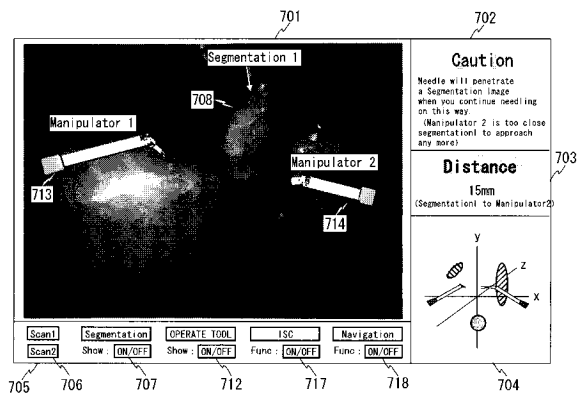 701
702
Segmentation 1
708
Manipulator 1
Manipulator 2
713
714
Caution
Needle will penetrate
a Segmentation Image
when you continue needling
on this way.
(Manipulator 2 is too close
segmentation1 to approach
any more)
703
Distance
15mm
(Segmentation1 to Manipulator2)
y
z
x
Scan1 Segmentation OPERATE TOOL ISC Navigation
Scan2 Show : ON/OFF Show : ON/OFF Func : ON/OFF Func : ON/OFF
705 706 707 712 717 718 704